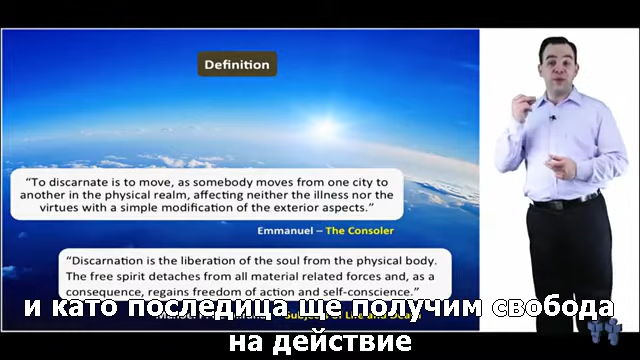 Definition
“To discarnate is to move, as somebody moves from one city to
another in the physical realm, affecting neither the illness nor the
virtues with a simple modification of the exterior aspects.”
Emmanuel – The Consoler
“Discarnation is the liberation of the soul from the physical body.
The free spirit detaches from all material related forces and, as a
consequence, regains freedom of action and self-conscience.”
и като последица ще получим свобода
на действие